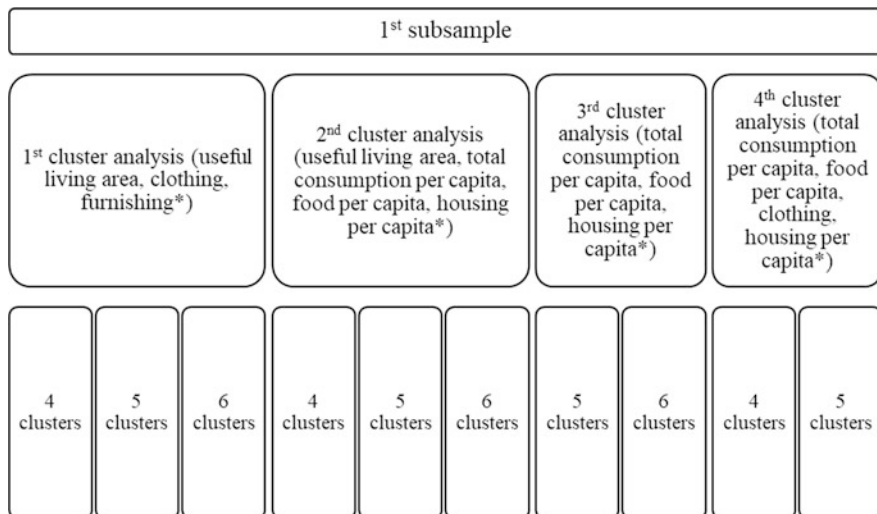 1st subsample
1st cluster analysis (useful
living area, clothing,
furnishing*)
2nd cluster analysis
(useful living area, total
consumption per capita,
food per capita, housing
per capita*)
3rd cluster
analysis (total
consumption
per capita, food
per capita,
housing per
capita*)
4th cluster
analysis (total
consumption
per capita, food
per capita,
clothing,
housing per
capita*)
4
clusters
5
clusters
6
clusters
4
clusters
5
clusters
6
clusters
5
clusters
6
clusters
4
clusters
5
clusters